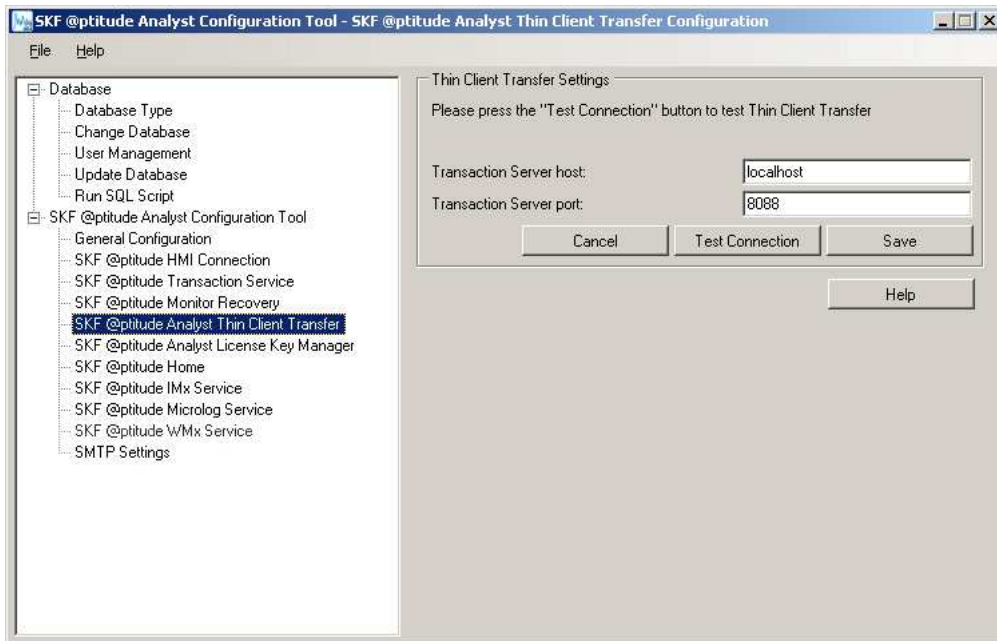 SKF @ptitude Analyst Configuration Tool - SKF @ptitude Analyst Thin Client Transfer Configuration
File Help
Database
Database Type
Change Database
User Management
Update Database
Run SQL Script
SKF @ptitude Analyst Configuration Tool
General Configuration
SKF @ptitude HMI Connection
SKF @ptitude Transaction Service
SKF @ptitude Monitor Recovery
SKF @ptitude Analyst Thin Client Transfer
SKF @ptitude Analyst License Key Manager
SKF @ptitude Home
SKF @ptitude IMx Service
SKF @ptitude Microlog Service
SKF @ptitude WMx Service
SMTP Settings
Thin Client Transfer Settings
Please press the "Test Connection" button to test Thin Client Transfer
Transaction Server host: localhost
Transaction Server port: 8088
Cancel Test Connection Save
Help